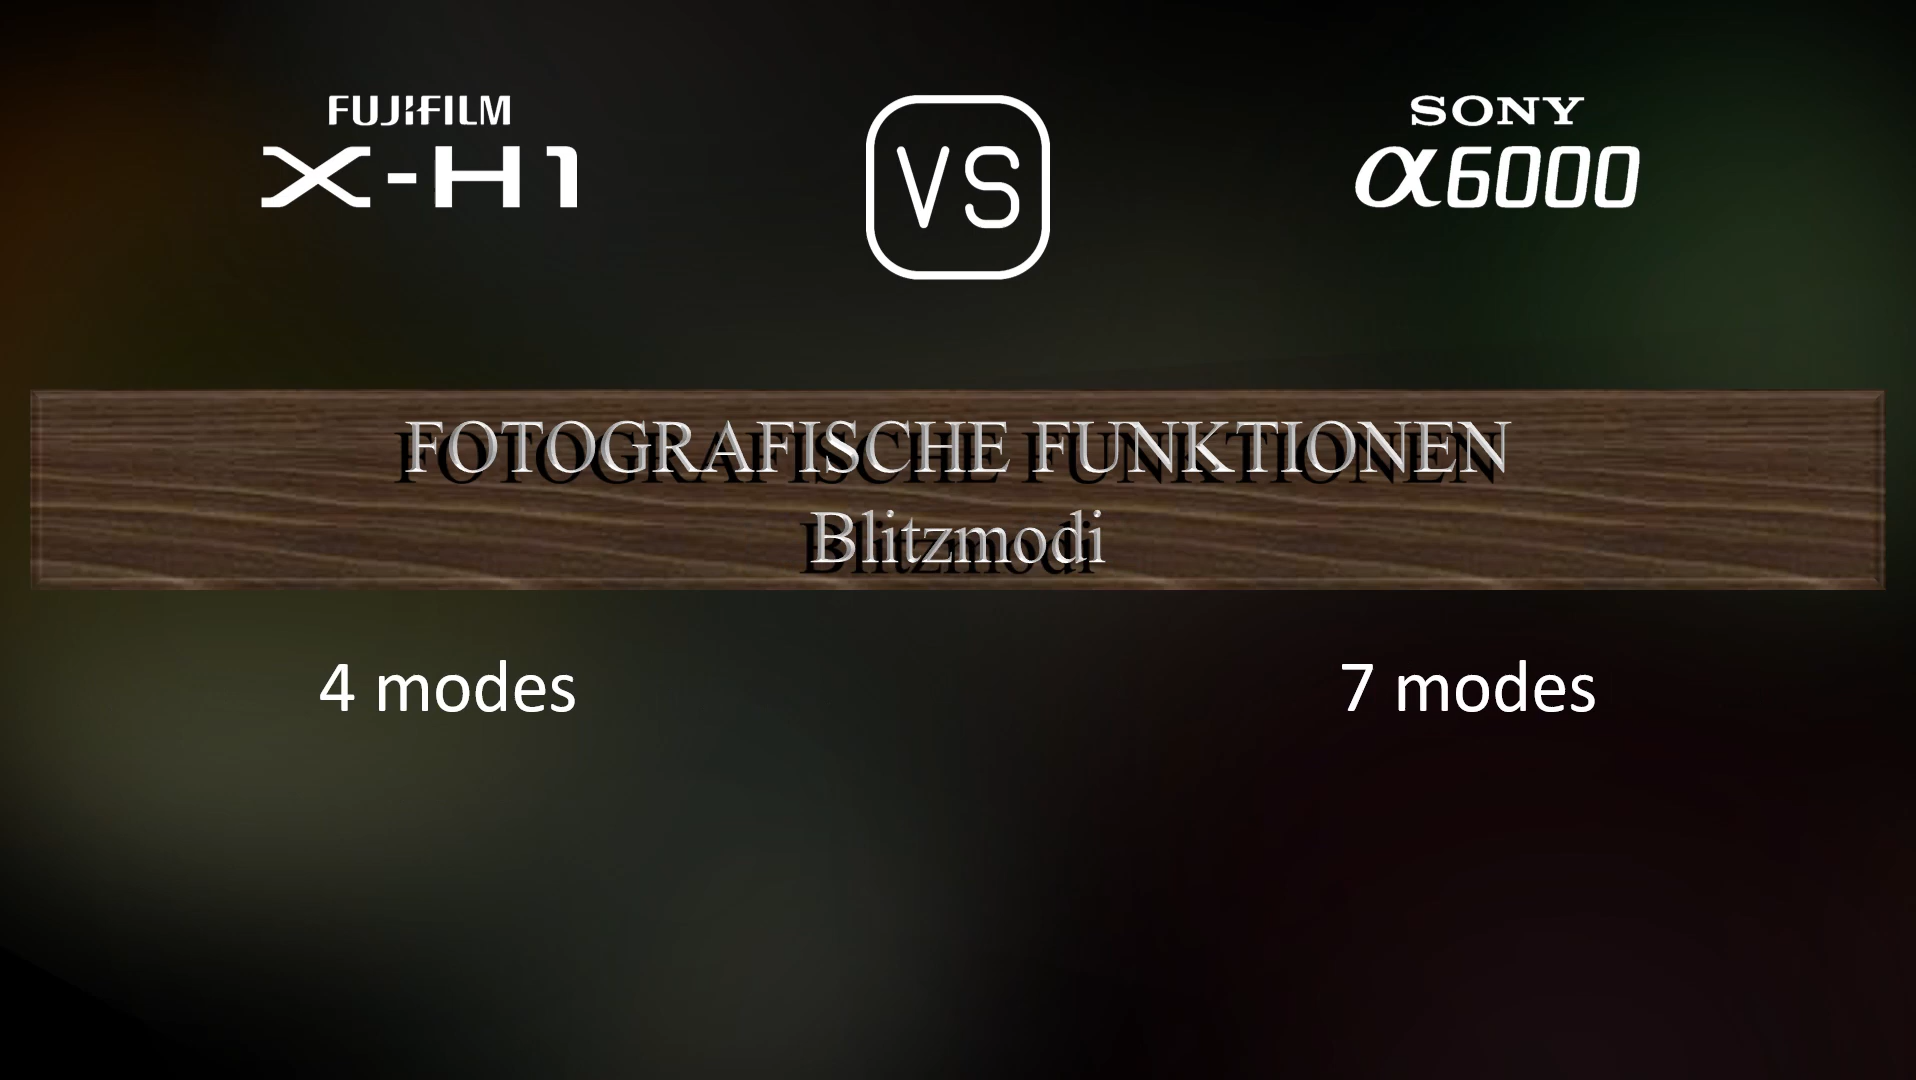 FUJIFILM
X-H1
VS
SONY
α6000
FOTOGRAFISCHE FUNKTIONEN
Blitzmodi
4 modes
7 modes